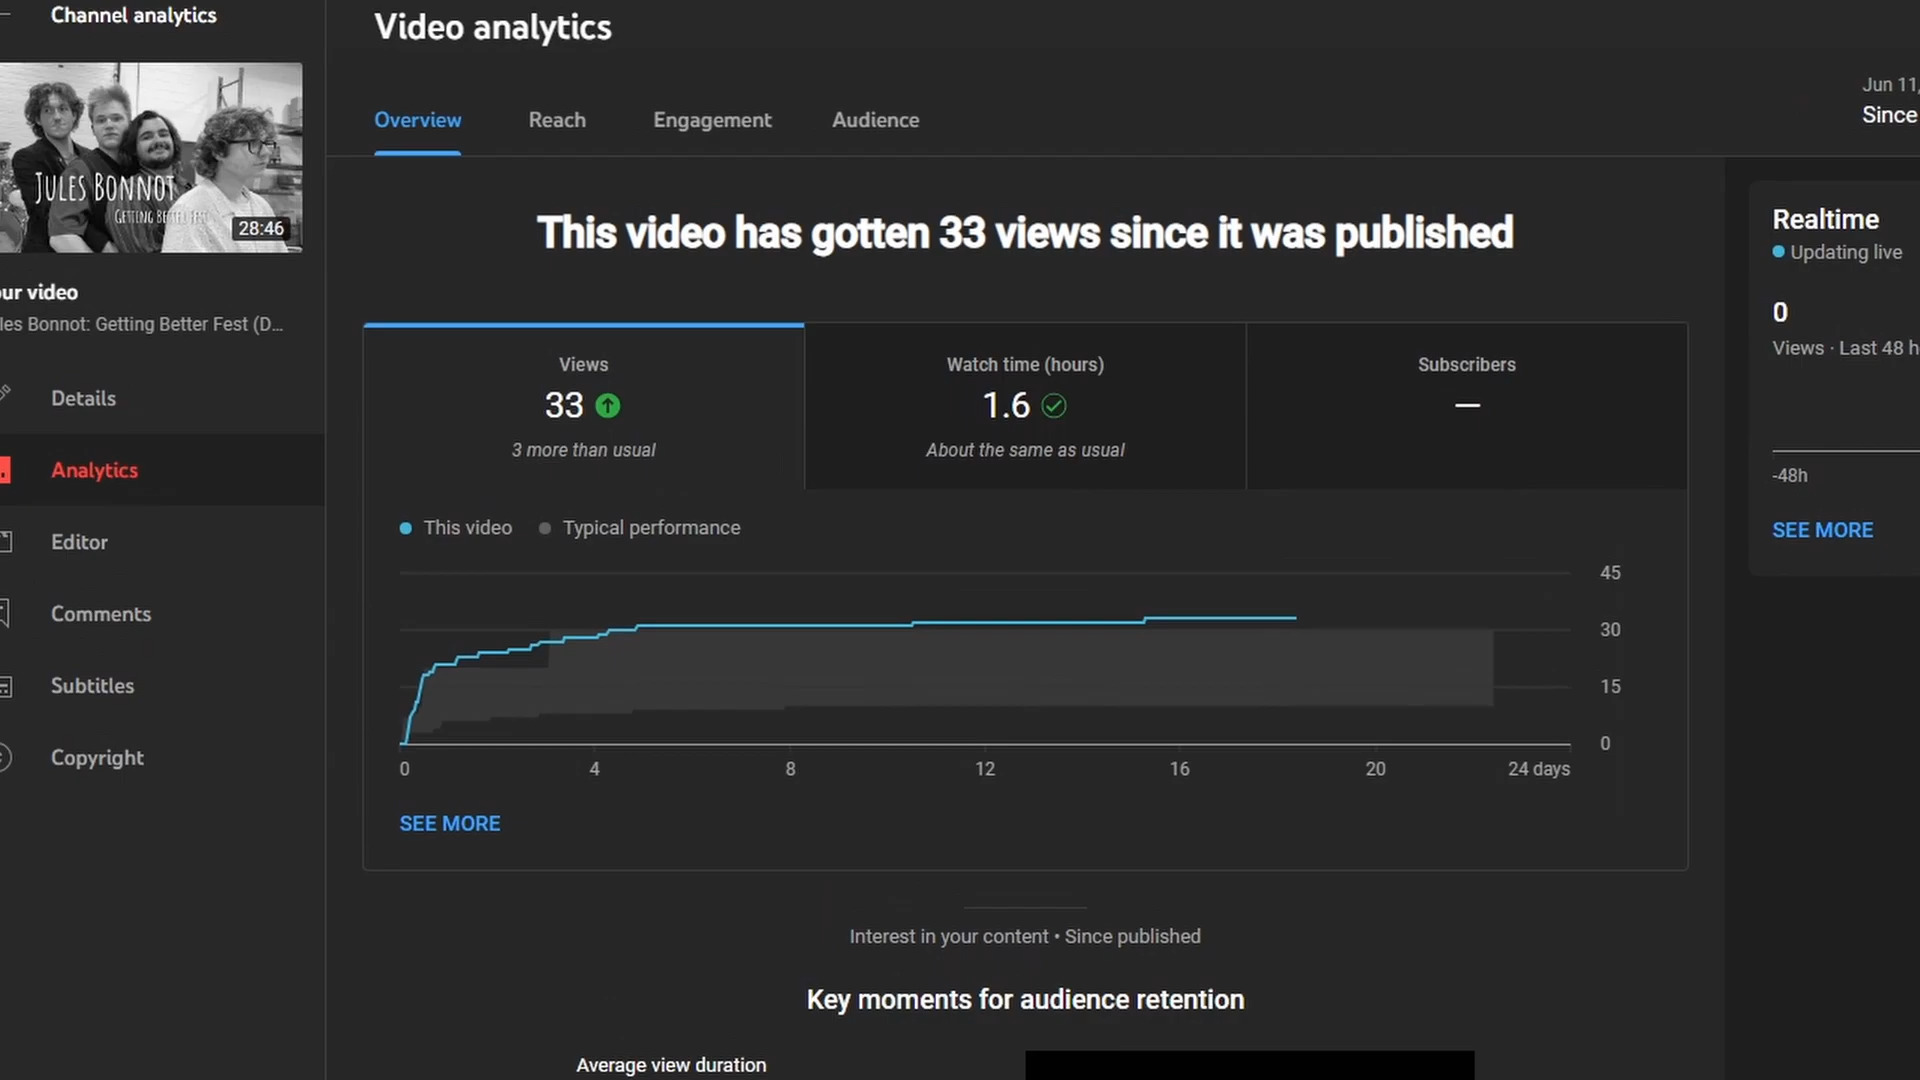 Channel analytics
JULES BONNOT
28:46
our video
les Bonnot: Getting Better Fest (D...
Details
Analytics
Editor
Comments
Subtitles
Copyright
Video analytics
Overview
Reach
Engagement
Audience
Jun 11,
Since
This video has gotten 33 views since it was published
Views
33
3 more than usual
Watch time (hours)
1.6
About the same as usual
Subscribers
—
This video
Typical performance
45
30
15
0
0
4
8
12
16
20
24 days
SEE MORE
Interest in your content • Since published
Key moments for audience retention
Average view duration
Realtime
Updating live
0
Views · Last 48 h
-48h
SEE MORE